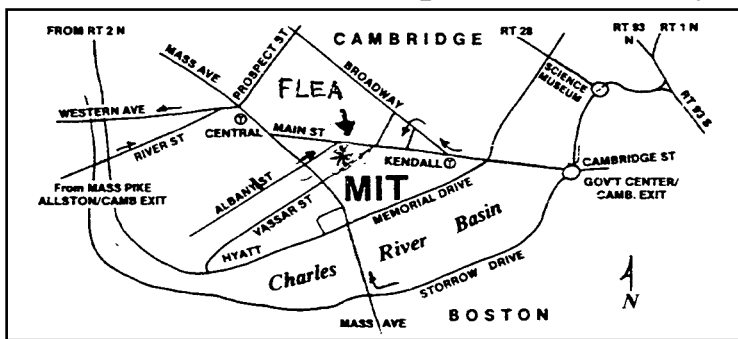 FROM RT 2 N
MASS AVE
PROSPECT ST
CAMBRIDGE
RT 28
RT 93
N
RT 1 N
SCIENCE
MUSEUM
RT 93 S
FLEA
BROADWAY
WESTERN AVE
T
CENTRAL
MAIN ST
RIVER ST
KENDALL T
CAMBRIDGE ST
From MASS PIKE
ALLSTON/CAMB EXIT
ALBANY ST
MIT
GOV'T CENTER/
CAMB. EXIT
VASSAR ST
MEMORIAL DRIVE
HYATT
Charles River Basin
STORROW DRIVE
N
MASS AVE
BOSTON